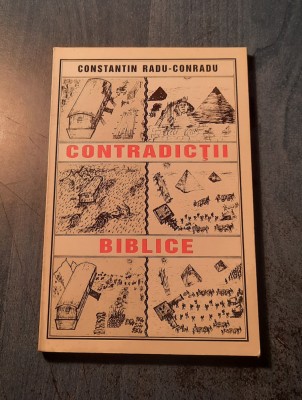 CONSTANTIN RADU-CONRADU
CONTRADICȚII
BIBLICE